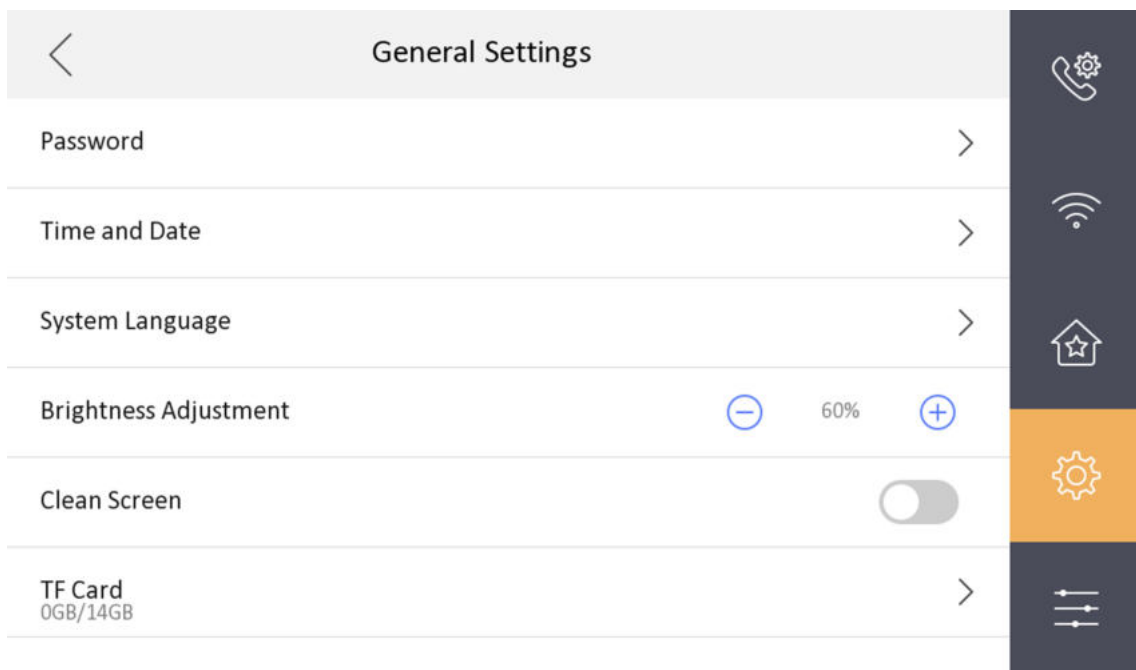 General Settings
Password
Time and Date
System Language
Brightness Adjustment
60%
Clean Screen
TF Card
0GB/14GB